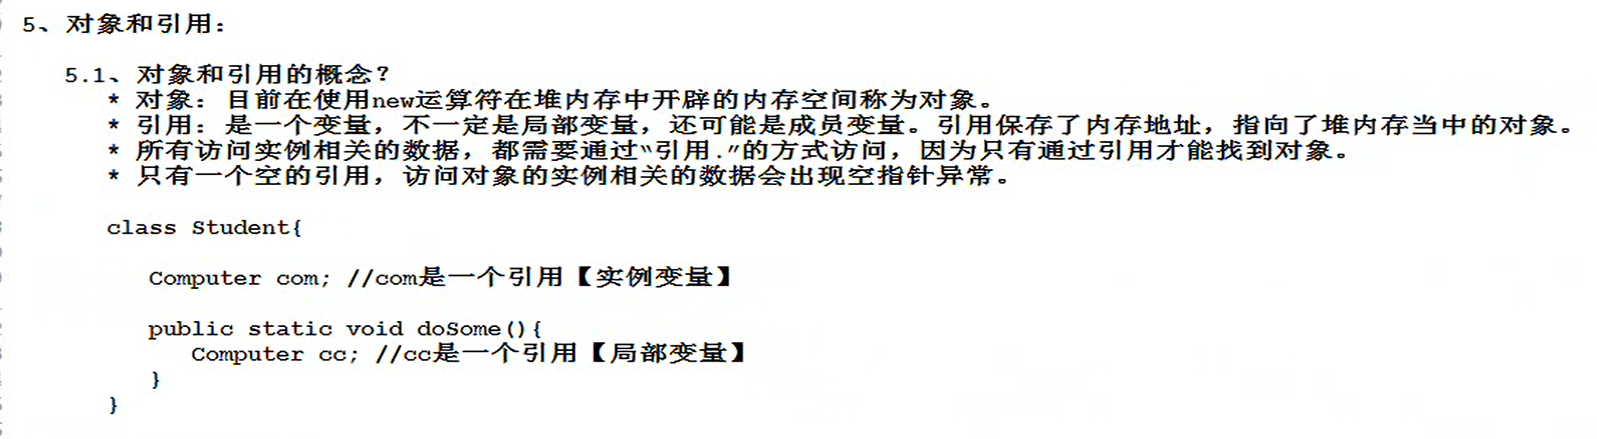 5、对象和引用：
5.1、对象和引用的概念？
* 对象：目前在使用new运算符在堆内存中开辟的内存空间称为对象。
* 引用：是一个变量，不一定是局部变量，还可能是成员变量。引用保存了内存地址，指向了堆内存当中的对象。
* 所有访问实例相关的数据，都需要通过“引用.”的方式访问，因为只有通过引用才能找到对象。
* 只有一个空的引用，访问对象的实例相关的数据会出现空指针异常。
class Student{
Computer com; //com是一个引用【实例变量】
public static void doSome(){
Computer cc; //cc是一个引用【局部变量】
}
}